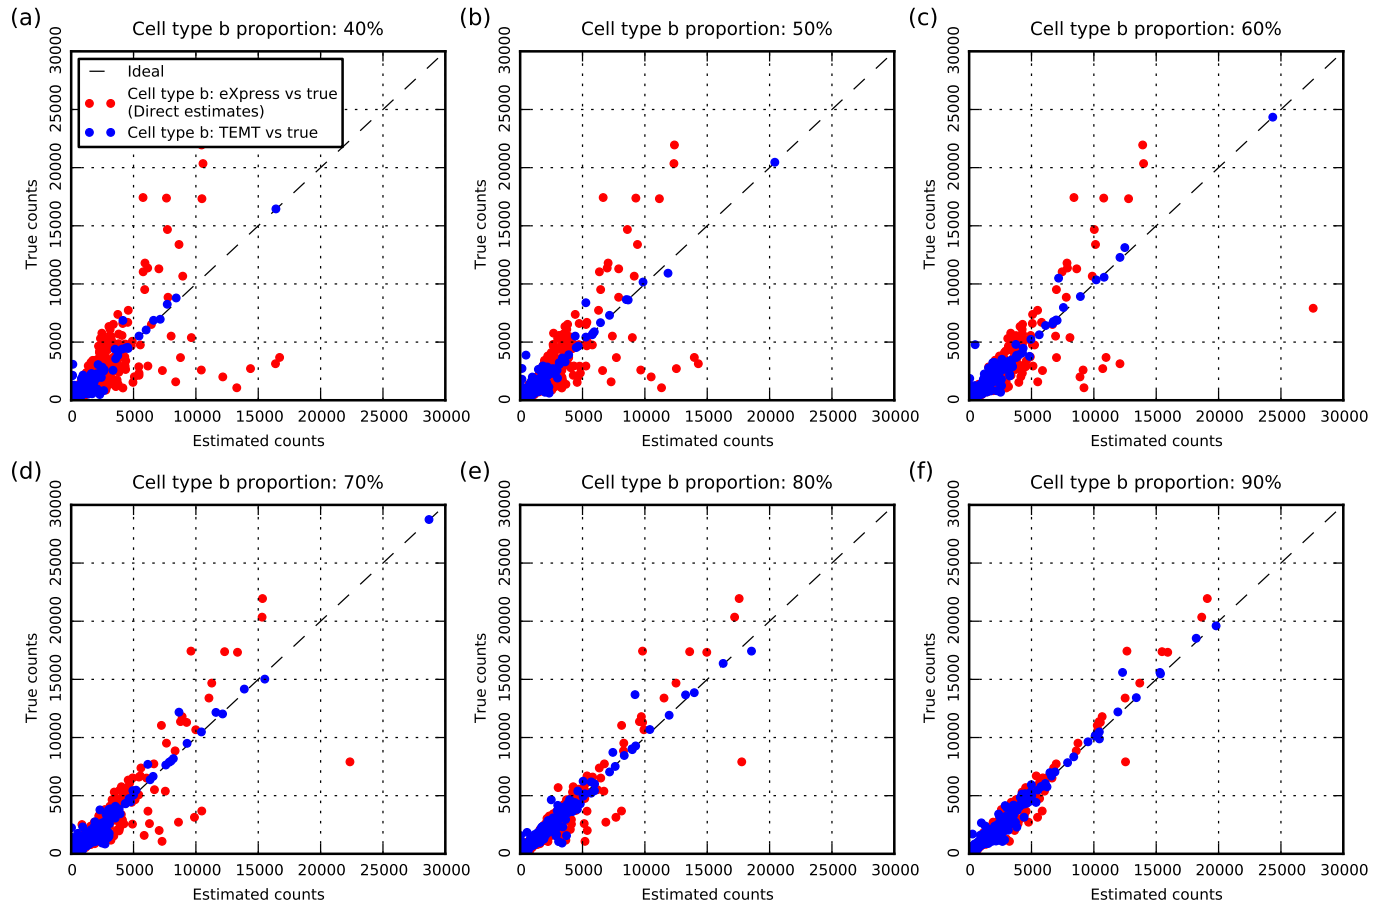 (a)
Cell type b proportion: 40%
30000
25000
20000
15000
10000
5000
0
True counts
Ideal
Cell type b: eXpress vs true
(Direct estimates)
Cell type b: TEMT vs true
0 5000 10000 15000 20000 25000 30000
Estimated counts
(b)
Cell type b proportion: 50%
30000
25000
20000
15000
10000
5000
0
True counts
0 5000 10000 15000 20000 25000 30000
Estimated counts
(c)
Cell type b proportion: 60%
30000
25000
20000
15000
10000
5000
0
True counts
0 5000 10000 15000 20000 25000 30000
Estimated counts
(d)
Cell type b proportion: 70%
30000
25000
20000
15000
10000
5000
0
True counts
0 5000 10000 15000 20000 25000 30000
Estimated counts
(e)
Cell type b proportion: 80%
30000
25000
20000
15000
10000
5000
0
True counts
0 5000 10000 15000 20000 25000 30000
Estimated counts
(f)
Cell type b proportion: 90%
30000
25000
20000
15000
10000
5000
0
True counts
0 5000 10000 15000 20000 25000 30000
Estimated counts